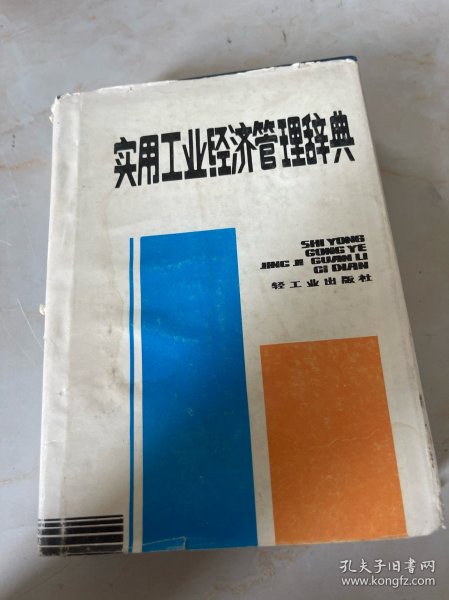 实用工业经济管理辞典
SHI YONG
GONG YE
JING JI GUAN LI
CI DIAN
轻工业出版社
孔夫子旧书网
www.kongfz.com